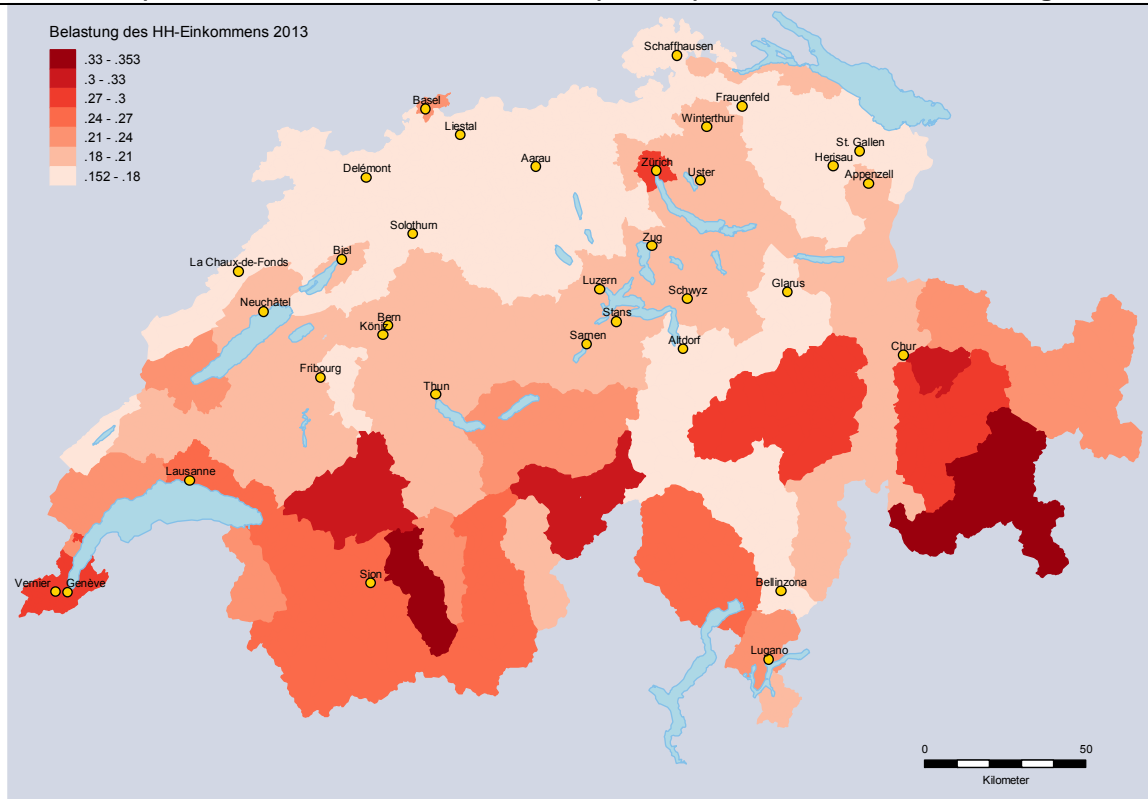 Belastung des HH-Einkommens 2013
.33 - .353
.3 - .33
.27 - .3
.24 - .27
.21 - .24
.18 - .21
.152 - .18
Schaffhausen
Basel
Frauenfeld
Winterthur
Liestal
St. Gallen
Aarau
Zürich
Herisau
Delémont
Uster
Appenzell
Solothurn
Zug
Biel
La Chaux-de-Fonds
Luzern
Glarus
Schwyz
Neuchâtel
Stans
Bern
Köniz
Sarnen
Altdorf
Chur
Fribourg
Thun
Lausanne
Sion
Vernier
Genève
Bellinzona
Lugano
0 50
Kilometer